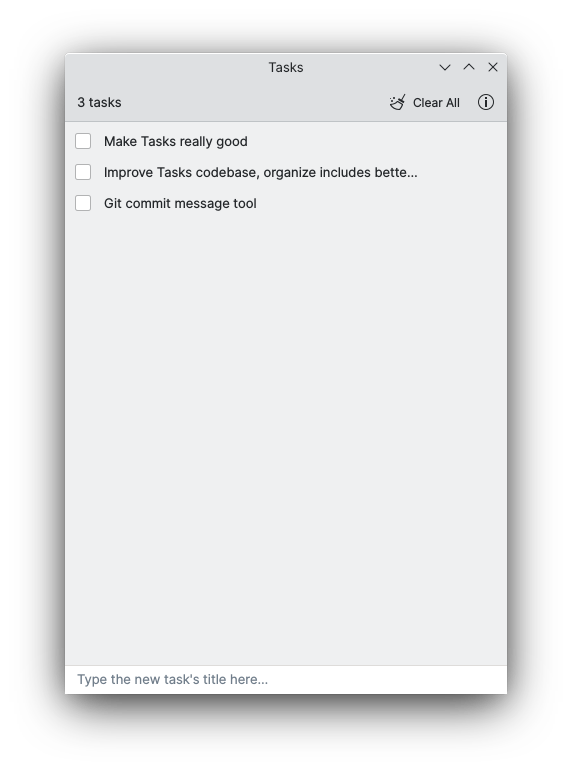 Tasks
3 tasks
Clear All
Make Tasks really good
Improve Tasks codebase, organize includes bette...
Git commit message tool
Type the new task's title here...